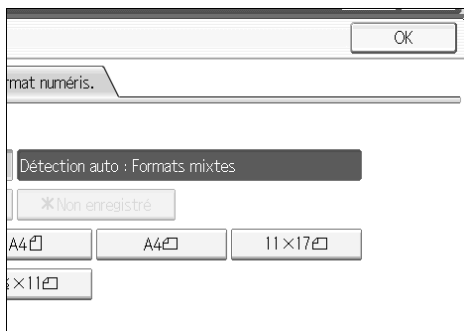 OK
rmat numéris.
Détection auto : Formats mixtes
✱Non enregistré
A4 A4 11×17
×11